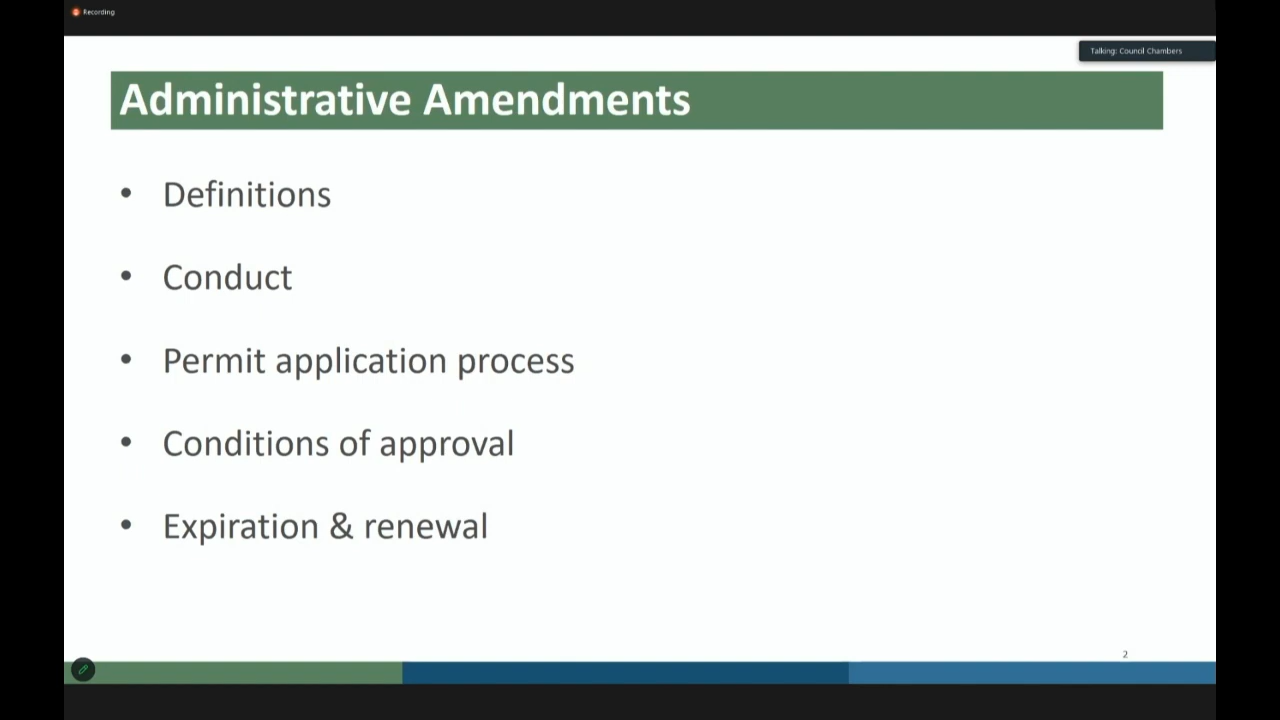 Recording
Talking: Council Chambers
Administrative Amendments
• Definitions
• Conduct
• Permit application process
• Conditions of approval
• Expiration & renewal
2